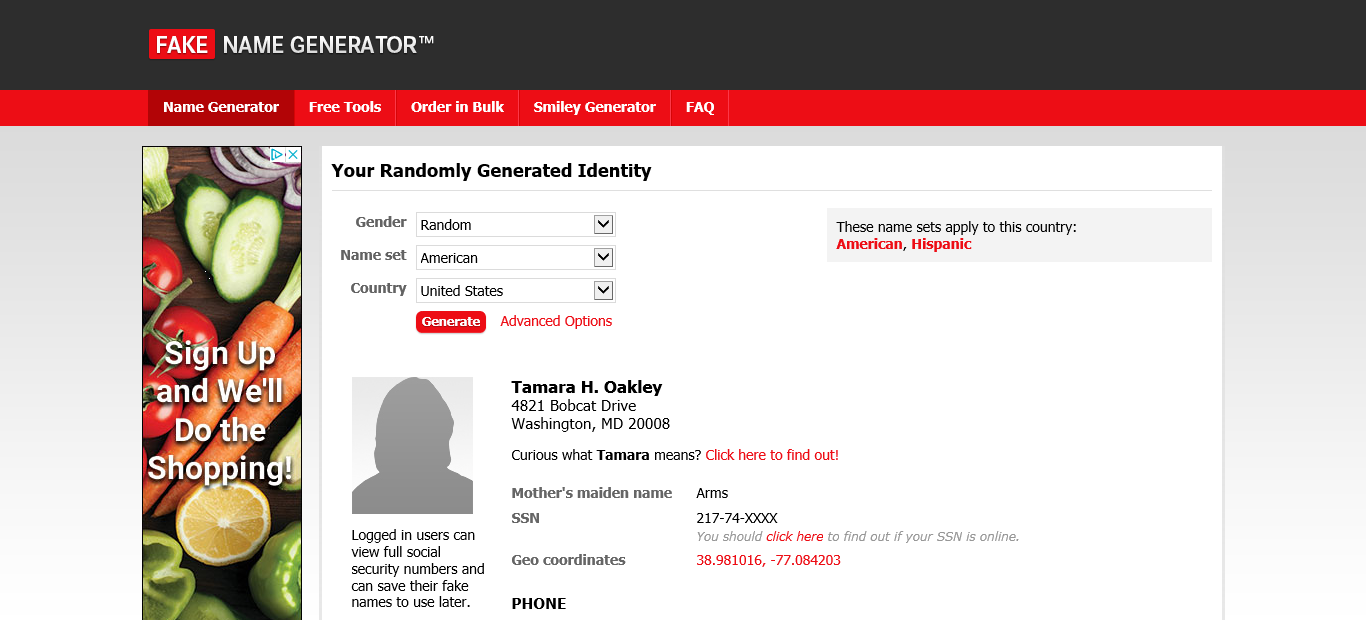 FAKE NAME GENERATOR™
Name Generator Free Tools Order in Bulk Smiley Generator FAQ
Sign Up
and We'll
Do the
Shopping!
Your Randomly Generated Identity
Gender Random
Name set American
Country United States
Generate Advanced Options
These name sets apply to this country:
American, Hispanic
Logged in users can
view full social
security numbers and
can save their fake
names to use later.
Tamara H. Oakley
4821 Bobcat Drive
Washington, MD 20008
Curious what Tamara means? Click here to find out!
Mother's maiden name Arms
SSN 217-74-XXXX
You should click here to find out if your SSN is online.
Geo coordinates 38.981016, -77.084203
PHONE